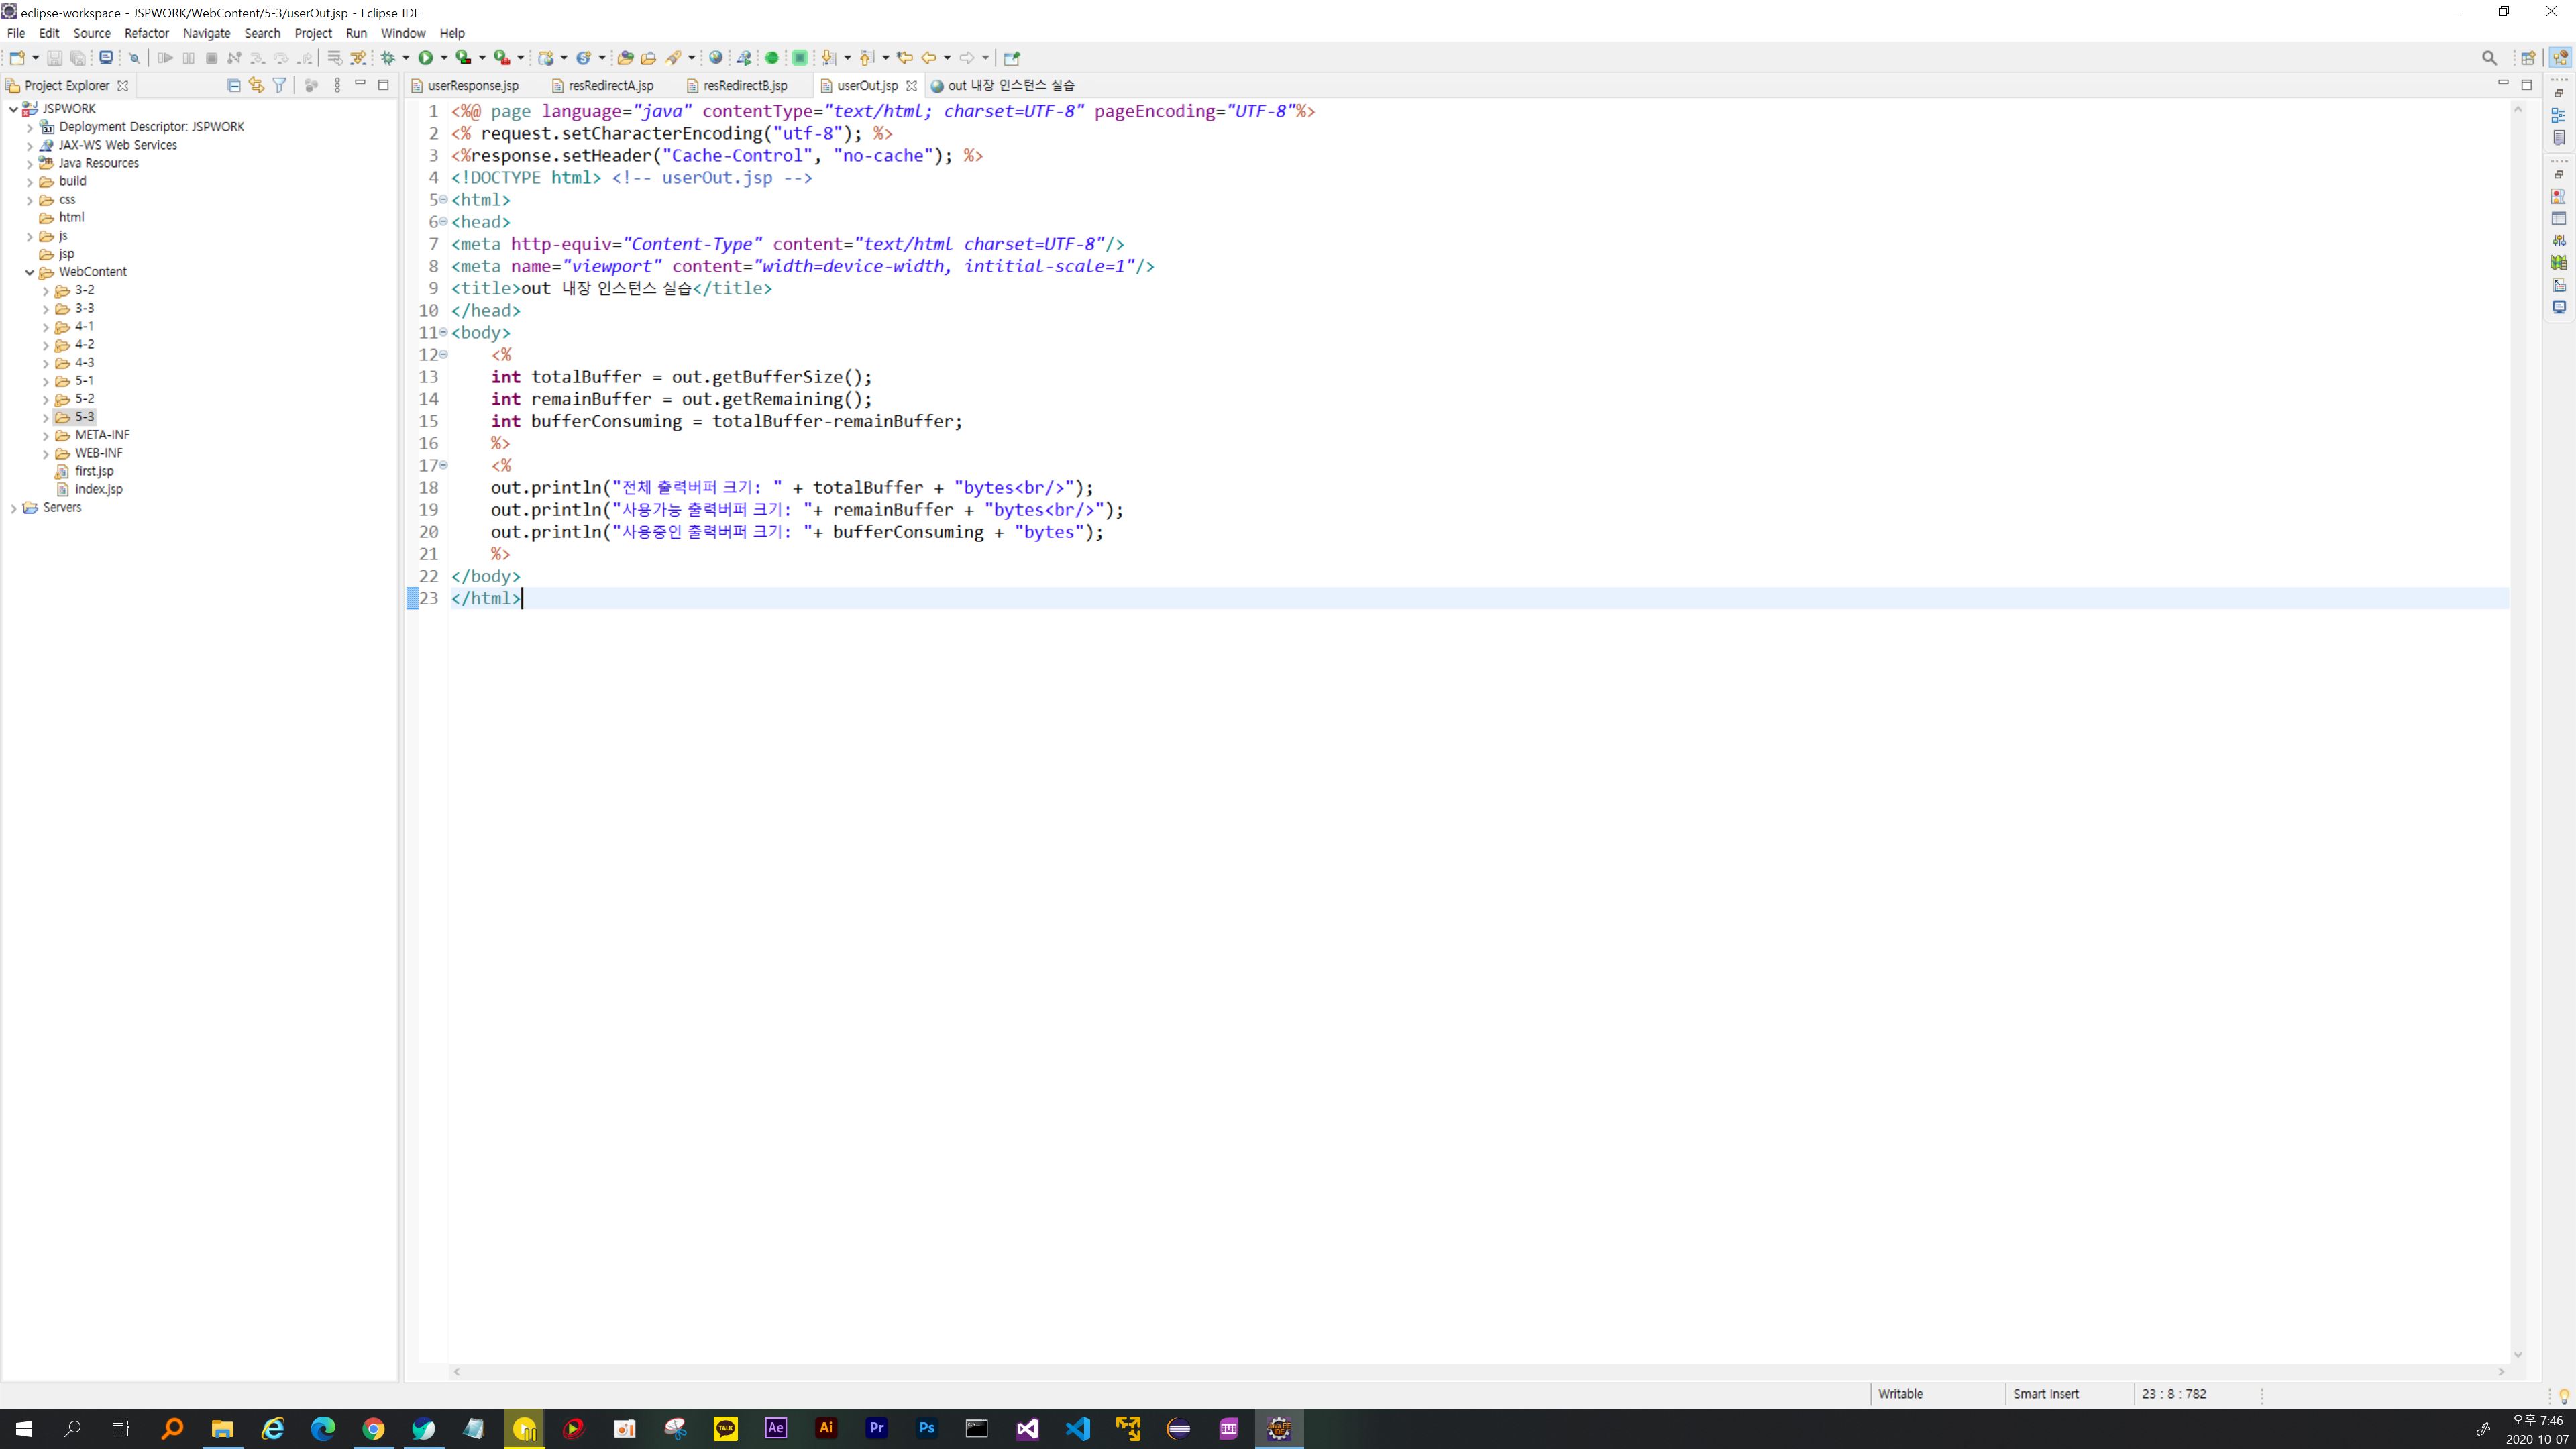 eclipse-workspace - JSPWORK/WebContent/5-3/userOut.jsp - Eclipse IDE
File Edit Source Refactor Navigate Search Project Run Window Help
Project Explorer
userResponse.jsp resRedirectA.jsp resRedirectB.jsp userOut.jsp out 내장 인스턴스 실습
JSPWORK
Deployment Descriptor: JSPWORK
JAX-WS Web Services
Java Resources
build
css
html
js
jsp
WebContent
3-2
3-3
4-1
4-2
4-3
5-1
5-2
5-3
META-INF
WEB-INF
first.jsp
index.jsp
Servers
1 <%@ page language="java" contentType="text/html; charset=UTF-8" pageEncoding="UTF-8"%>
2 <% request.setCharacterEncoding("utf-8"); %>
3 <%response.setHeader("Cache-Control", "no-cache"); %>
4 <!DOCTYPE html> <!-- userOut.jsp -->
5 <html>
6 <head>
7 <meta http-equiv="Content-Type" content="text/html charset=UTF-8"/>
8 <meta name="viewport" content="width=device-width, intitial-scale=1"/>
9 <title>out 내장 인스턴스 실습</title>
10 </head>
11 <body>
12 <%
13 int totalBuffer = out.getBufferSize();
14 int remainBuffer = out.getRemaining();
15 int bufferConsuming = totalBuffer-remainBuffer;
16 %>
17 <%
18 out.println("전체 출력버퍼 크기: " + totalBuffer + "bytes<br/>");
19 out.println("사용가능 출력버퍼 크기: "+ remainBuffer + "bytes<br/>");
20 out.println("사용중인 출력버퍼 크기: "+ bufferConsuming + "bytes");
21 %>
22 </body>
23 </html>
Writable Smart Insert 23 : 8 : 782
TALK Ae Ai Pr Ps
오후 7:46
2020-10-07